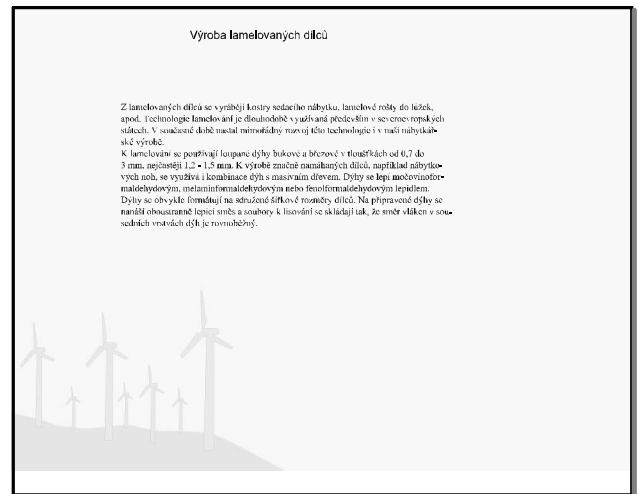 Výroba lamelovaných dílců
Z lamelovaných dílců se vyrábějí kostry sedacího nábytku, lamelové rošty do lůžek,
apod. Technologie lamelování je dlouhodobě využívaná především v severoevropských
státech. V současné době nastal mimořádný rozvoj této technologie i v naší nábytkář-
ské výrobě.
K lamelování se používají loupané dýhy bukové a březové v tloušťkách od 0,7 do
3 mm, nejčastěji 1,2 - 1,5 mm. K výrobě značně namáhaných dílců, například nábytko-
vých noh, se využívá i kombinace dýh s masivním dřevem. Dýhy se lepí močovinofor-
maldehydovým, melaminformaldehydovým nebo fenolformaldehydovým lepidlem.
Dýhy se obvykle formátují na sdružené šířkové rozměry dílců. Na připravené dýhy se
nanáší oboustranně lepicí směs a soubory k lisování se skládají tak, že směr vláken v sou-
sedních vrstvách dýh je rovnoběžný.